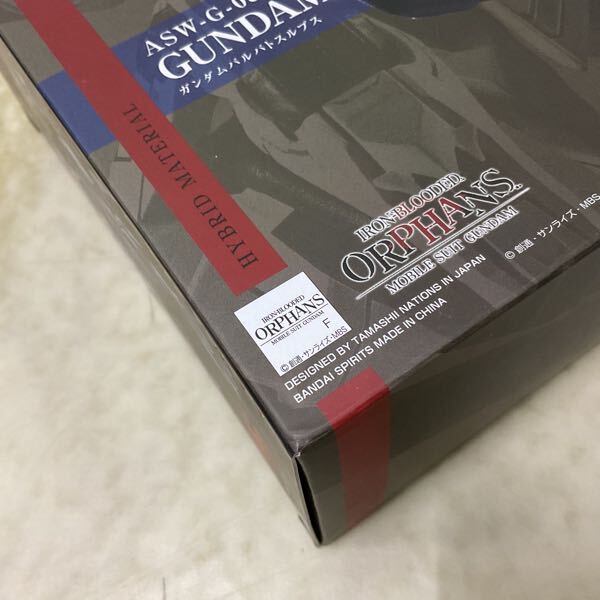 ASW-G-08
GUNDAM
ガンダムバルバトスルプス
HYBRID MATERIAL
IRON-BLOODED
ORPHANS
MOBILE SUIT GUNDAM
© 創通・サンライズ・MBS
IRON-BLOODED
ORPHANS
MOBILE SUIT GUNDAM
F
© 創通・サンライズ・MBS
DESIGNED BY TAMASHII NATIONS IN JAPAN
BANDAI SPIRITS MADE IN CHINA